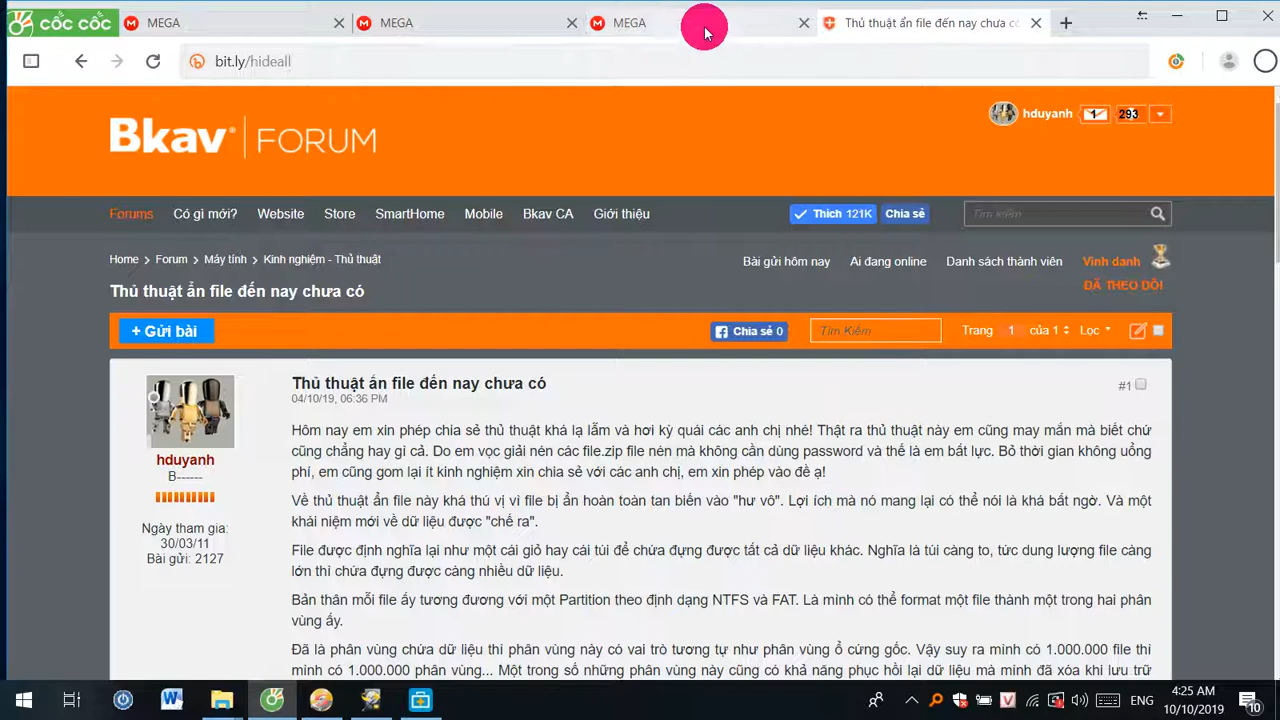 cốc cốc
MEGA
MEGA
MEGA
Thủ thuật ẩn file đến nay chưa có
bit.ly/hideall
Bkav® FORUM
hduyanh 1 293
Forums Có gì mới? Website Store SmartHome Mobile Bkav CA Giới thiệu
Thích 121K Chia sẻ
Tìm kiếm
Home Forum Máy tính Kinh nghiệm - Thủ thuật
Bài gửi hôm nay Ai đang online Danh sách thành viên Vinh danh
ĐÃ THEO DÕI
Thủ thuật ẩn file đến nay chưa có
+ Gửi bài
Chia sẻ 0
Tìm Kiếm
Trang 1 của 1 Lọc
Thủ thuật ẩn file đến nay chưa có
#1
04/10/19, 06:36 PM
hduyanh
B------
Ngày tham gia:
30/03/11
Bài gửi: 2127
Hôm nay em xin phép chia sẻ thủ thuật khá lạ lẫm và hơi kỳ quái các anh chị nhé! Thật ra thủ thuật này em cũng may mắn mà biết chứ
cũng chẳng hay gì cả. Do em vọc giải nén các file.zip file nén mà không cần dùng password và thế là em bất lực. Bỏ thời gian không uổng
phí, em cũng gom lại ít kinh nghiệm xin chia sẻ với các anh chị, em xin phép vào đề ạ!
Về thủ thuật ẩn file này khá thú vị vì file bị ẩn hoàn toàn tan biến vào "hư vô". Lợi ích mà nó mang lại có thể nói là khá bất ngờ. Và một
khái niệm mới về dữ liệu được "chế ra".
File được định nghĩa lại như một cái giỏ hay cái túi để chứa đựng được tất cả dữ liệu khác. Nghĩa là túi càng to, tức dung lượng file càng
lớn thì chứa đựng được càng nhiều dữ liệu.
Bản thân mỗi file ấy tương đương với một Partition theo định dạng NTFS và FAT. Là mình có thể format một file thành một trong hai phân
vùng ấy.
Đã là phân vùng chứa dữ liệu thì phân vùng này có vai trò tương tự như phân vùng ổ cứng gốc. Vậy suy ra mình có 1.000.000 file thì
mình có 1.000.000 phân vùng... Một trong số những phân vùng này cũng có khả năng phục hồi lại dữ liệu mà mình đã xóa khi lưu trữ
ENG
4:25 AM
10/10/2019
10